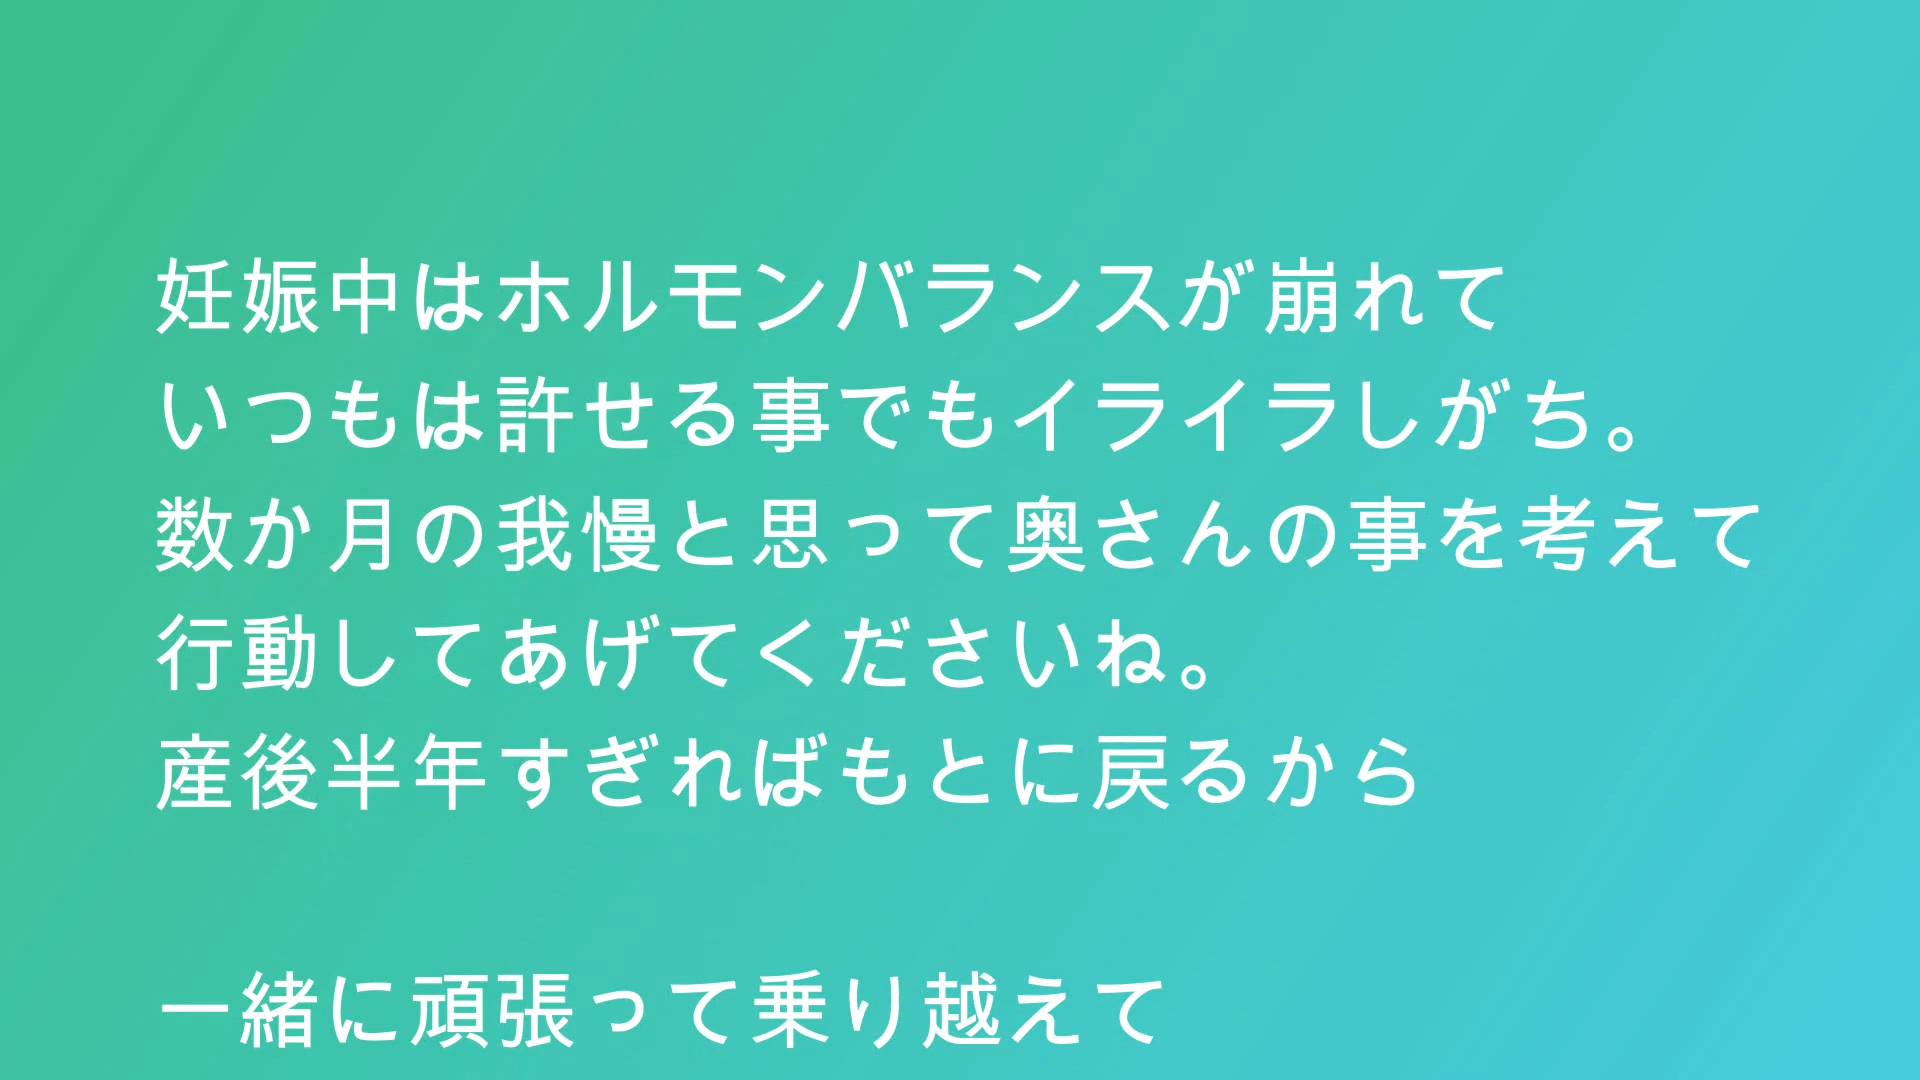 妊娠中はホルモンバランスが崩れて
いつもは許せる事でもイライラしがち。
数か月の我慢と思って奥さんの事を考えて
行動してあげてくださいね。
産後半年すぎればもとに戻るから
一緒に頑張って乗り越えて